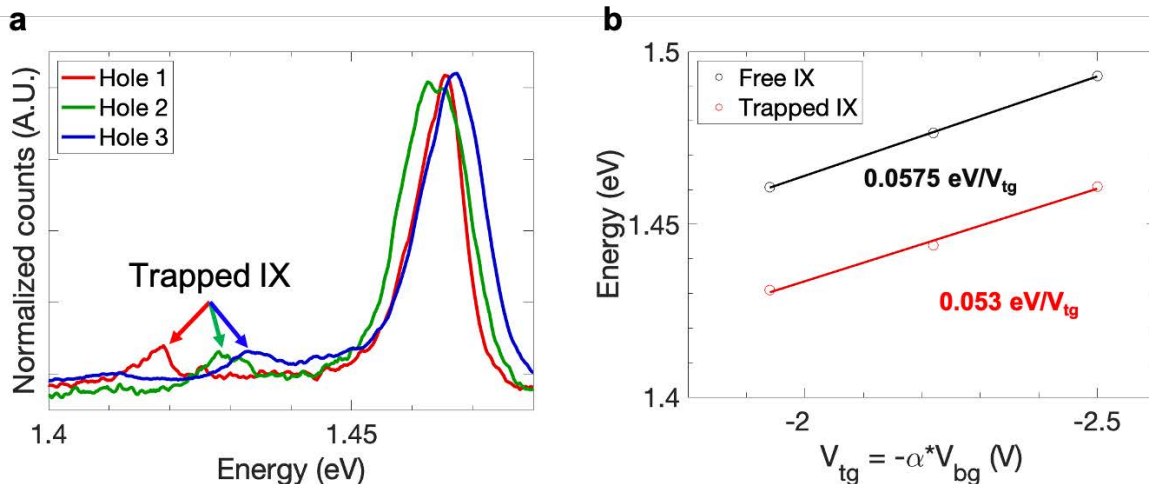 a
Hole 1
Hole 2
Hole 3
Trapped IX
Normalized counts (A.U.)
1.4
1.45
Energy (eV)
b
Free IX
Trapped IX
0.0575 eV/Vtg
0.053 eV/Vtg
Energy (eV)
1.5
1.45
1.4
-2
-2.5
Vtg = -α*Vbg (V)